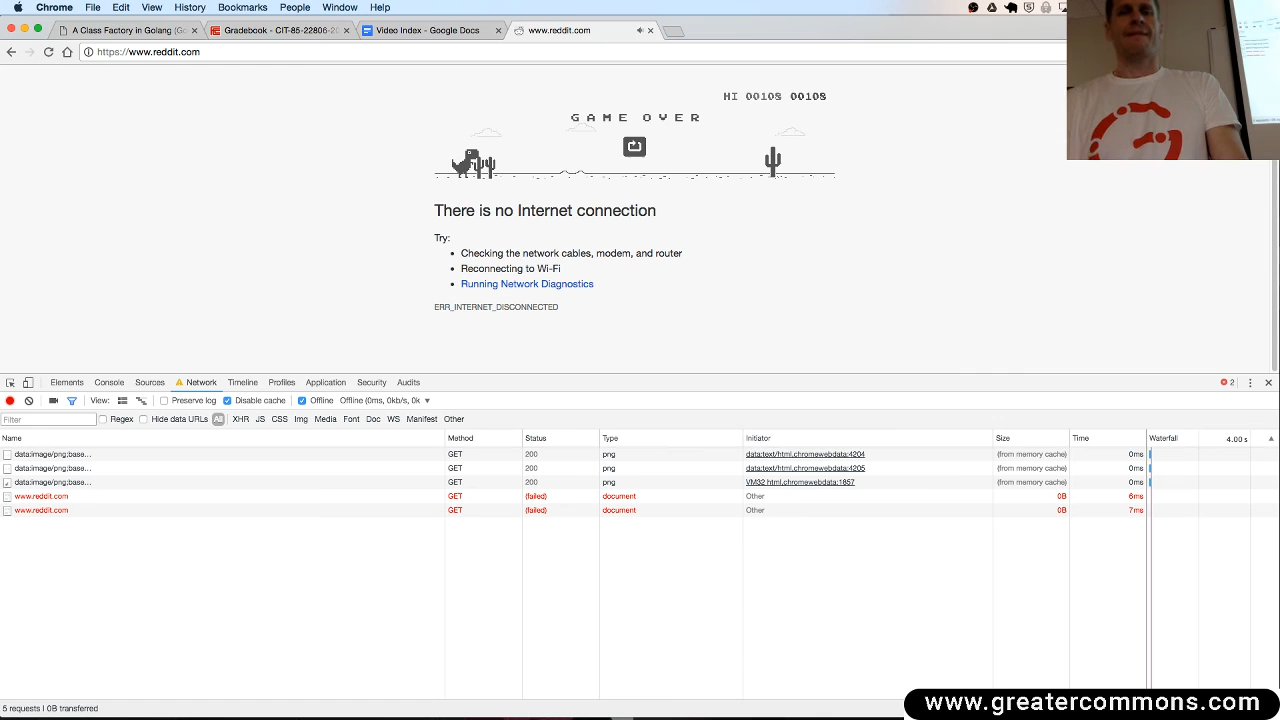 Chrome File Edit View History Bookmarks People Window Help
A Class Factory in Golang (G
Gradebook - CIT-85-22806-2
Video Index - Google Docs
www.reddit.com
https://www.reddit.com
HI 00108 00108
GAME OVER
There is no Internet connection
Try:
Checking the network cables, modem, and router
Reconnecting to Wi-Fi
Running Network Diagnostics
ERR_INTERNET_DISCONNECTED
Elements Console Sources Network Timeline Profiles Application Security Audits 2
View: Preserve log Disable cache Offline Offline (0ms, 0kb/s, 0k
Filter Regex Hide data URLs All XHR JS CSS Img Media Font Doc WS Manifest Other
Name Method Status Type Initiator Size Time Waterfall 4.00 s
data:image/png;base... GET 200 png data:text/html,chromewebdata:4204 (from memory cache) 0ms
data:image/png;base... GET 200 png data:text/html,chromewebdata:4205 (from memory cache) 0ms
data:image/png;base... GET 200 png VM32 html,chromewebdata:1857 (from memory cache) 0ms
www.reddit.com GET (failed) document Other 0B 6ms
www.reddit.com GET (failed) document Other 0B 7ms
5 requests | 0B transferred
www.greatercommons.com